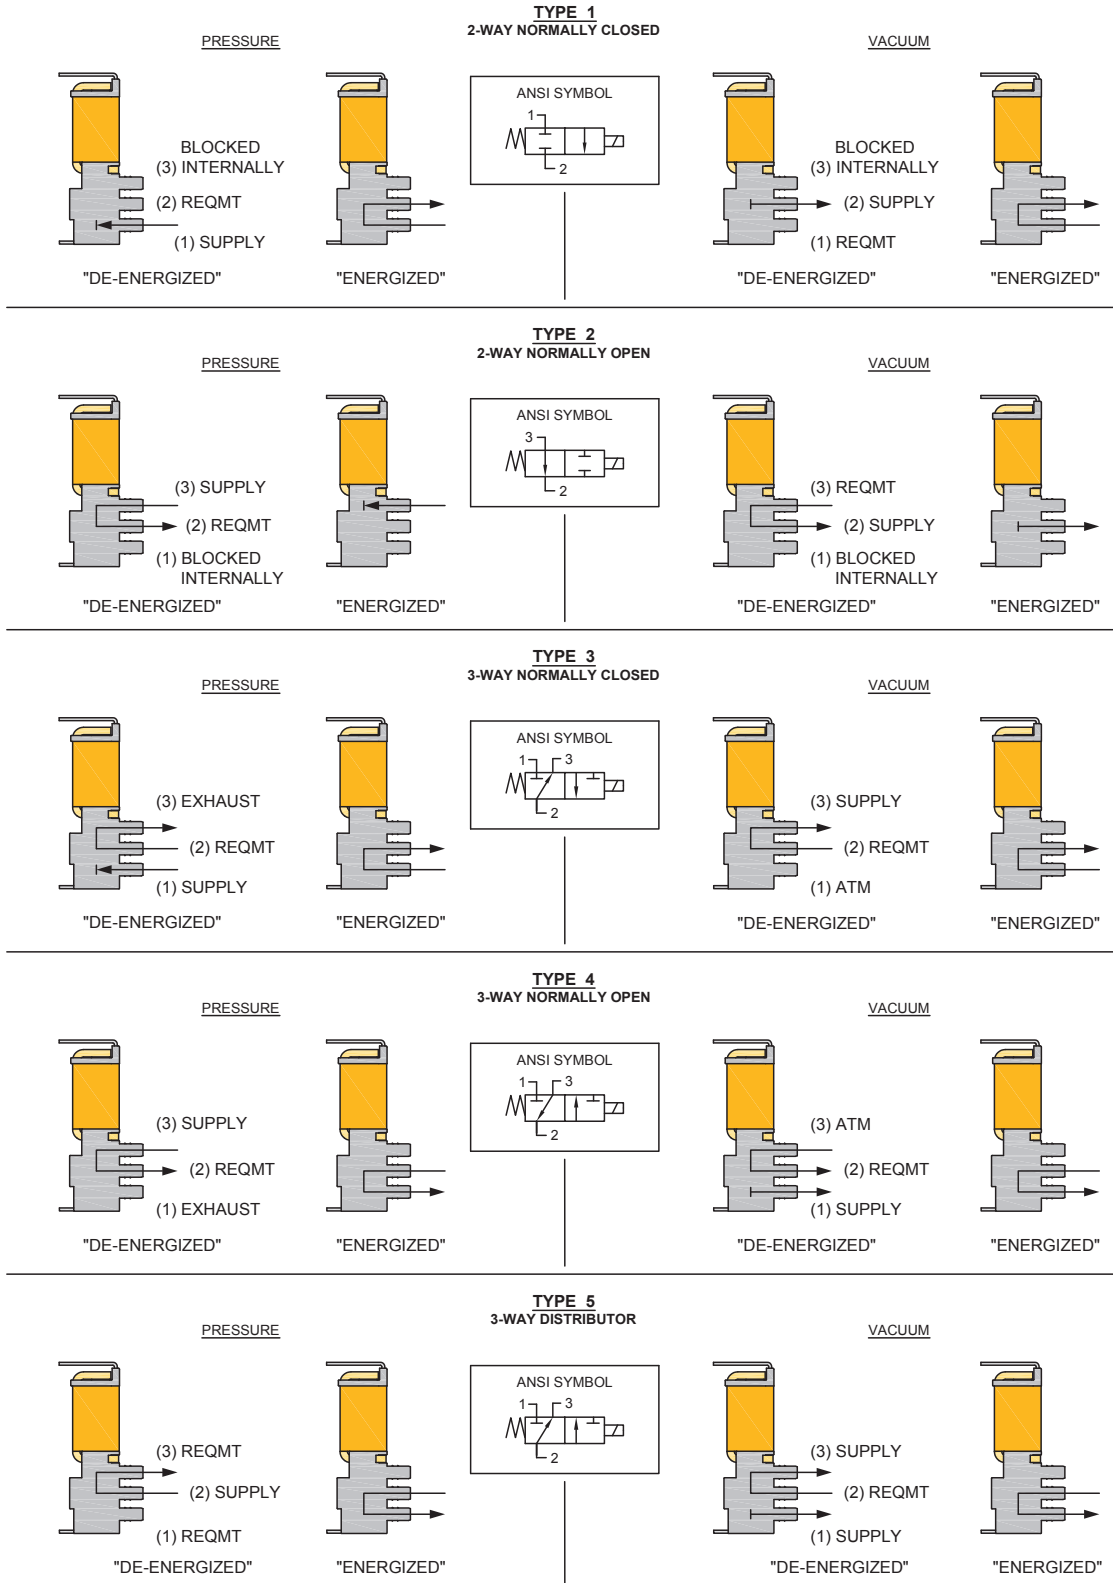 TYPE 1
2-WAY NORMALLY CLOSED
PRESSURE
VACUUM
BLOCKED
(3) INTERNALLY
(2) REQMT
(1) SUPPLY
"DE-ENERGIZED"
"ENERGIZED"
ANSI SYMBOL
1
2
BLOCKED
(3) INTERNALLY
(2) SUPPLY
(1) REQMT
"DE-ENERGIZED"
"ENERGIZED"
TYPE 2
2-WAY NORMALLY OPEN
PRESSURE
VACUUM
(3) SUPPLY
(2) REQMT
(1) BLOCKED
INTERNALLY
"DE-ENERGIZED"
"ENERGIZED"
ANSI SYMBOL
3
2
(3) REQMT
(2) SUPPLY
(1) BLOCKED
INTERNALLY
"DE-ENERGIZED"
"ENERGIZED"
TYPE 3
3-WAY NORMALLY CLOSED
PRESSURE
VACUUM
(3) EXHAUST
(2) REQMT
(1) SUPPLY
"DE-ENERGIZED"
"ENERGIZED"
ANSI SYMBOL
1 3
2
(3) SUPPLY
(2) REQMT
(1) ATM
"DE-ENERGIZED"
"ENERGIZED"
TYPE 4
3-WAY NORMALLY OPEN
PRESSURE
VACUUM
(3) SUPPLY
(2) REQMT
(1) EXHAUST
"DE-ENERGIZED"
"ENERGIZED"
ANSI SYMBOL
1 3
2
(3) ATM
(2) REQMT
(1) SUPPLY
"DE-ENERGIZED"
"ENERGIZED"
TYPE 5
3-WAY DISTRIBUTOR
PRESSURE
VACUUM
(3) REQMT
(2) SUPPLY
(1) REQMT
"DE-ENERGIZED"
"ENERGIZED"
ANSI SYMBOL
1 3
2
(3) SUPPLY
(2) REQMT
(1) SUPPLY
"DE-ENERGIZED"
"ENERGIZED"